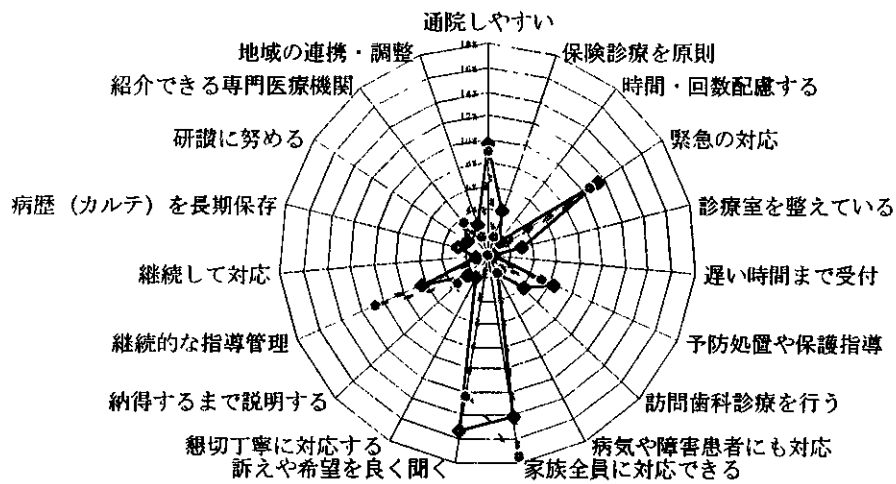 通院しやすい
保険診療を原則
時間・回数配慮する
緊急の対応
診療室を整えている
遅い時間まで受付
予防処置や保護指導
訪問歯科診療を行う
病気や障害患者にも対応
家族全員に対応できる
訴えや希望を良く聞く
懇切丁寧に対応する
納得するまで説明する
継続的な指導管理
継続して対応
病歴（カルテ）を長期保存
研鑚に努める
紹介できる専門医療機関
地域の連携・調整
18%
16%
14%
12%
10%